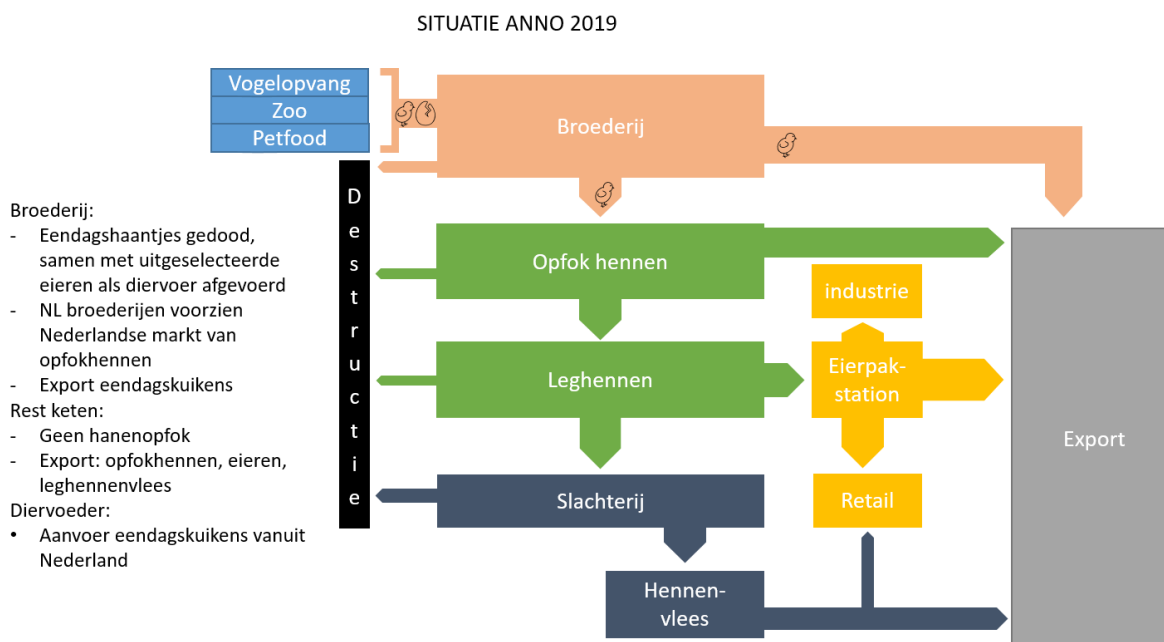 SITUATIE ANNO 2019
Vogelopvang
Zoo
Petfood
Broederij
Destructie
Broederij:
- Eendagshaantjes gedood,
samen met uitgeselecteerde
eieren als diervoer afgevoerd
- NL broederijen voorzien
Nederlandse markt van
opfokhennen
- Export eendagskuikens
Rest keten:
- Geen hanenopfok
- Export: opfokhennen, eieren,
leghennenvlees
Diervoeder:
• Aanvoer eendagskuikens vanuit
Nederland
Opfok hennen
industrie
Leghennen
Eierpak-
station
Export
Slachterij
Retail
Hennen-
vlees